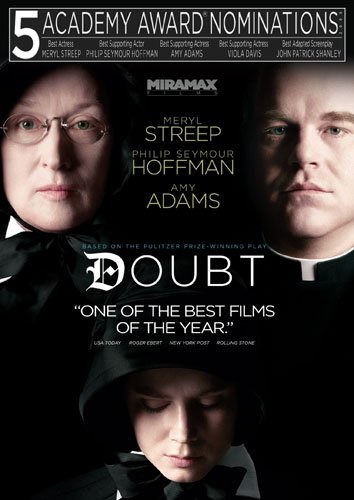 5 ACADEMY AWARD® NOMINATIONS
Best Actress Best Supporting Actor Best Supporting Actress Best Supporting Actress Best Adapted Screenplay
MERYL STREEP PHILIP SEYMOUR HOFFMAN AMY ADAMS VIOLA DAVIS JOHN PATRICK SHANLEY
MIRAMAX
FILMS
MERYL
STREEP
PHILIP SEYMOUR
HOFFMAN
AMY
ADAMS
BASED ON THE PULITZER PRIZE-WINNING PLAY
DOUBT
“ONE OF THE BEST FILMS
OF THE YEAR.”
USA TODAY ROGER EBERT NEW YORK POST ROLLING STONE